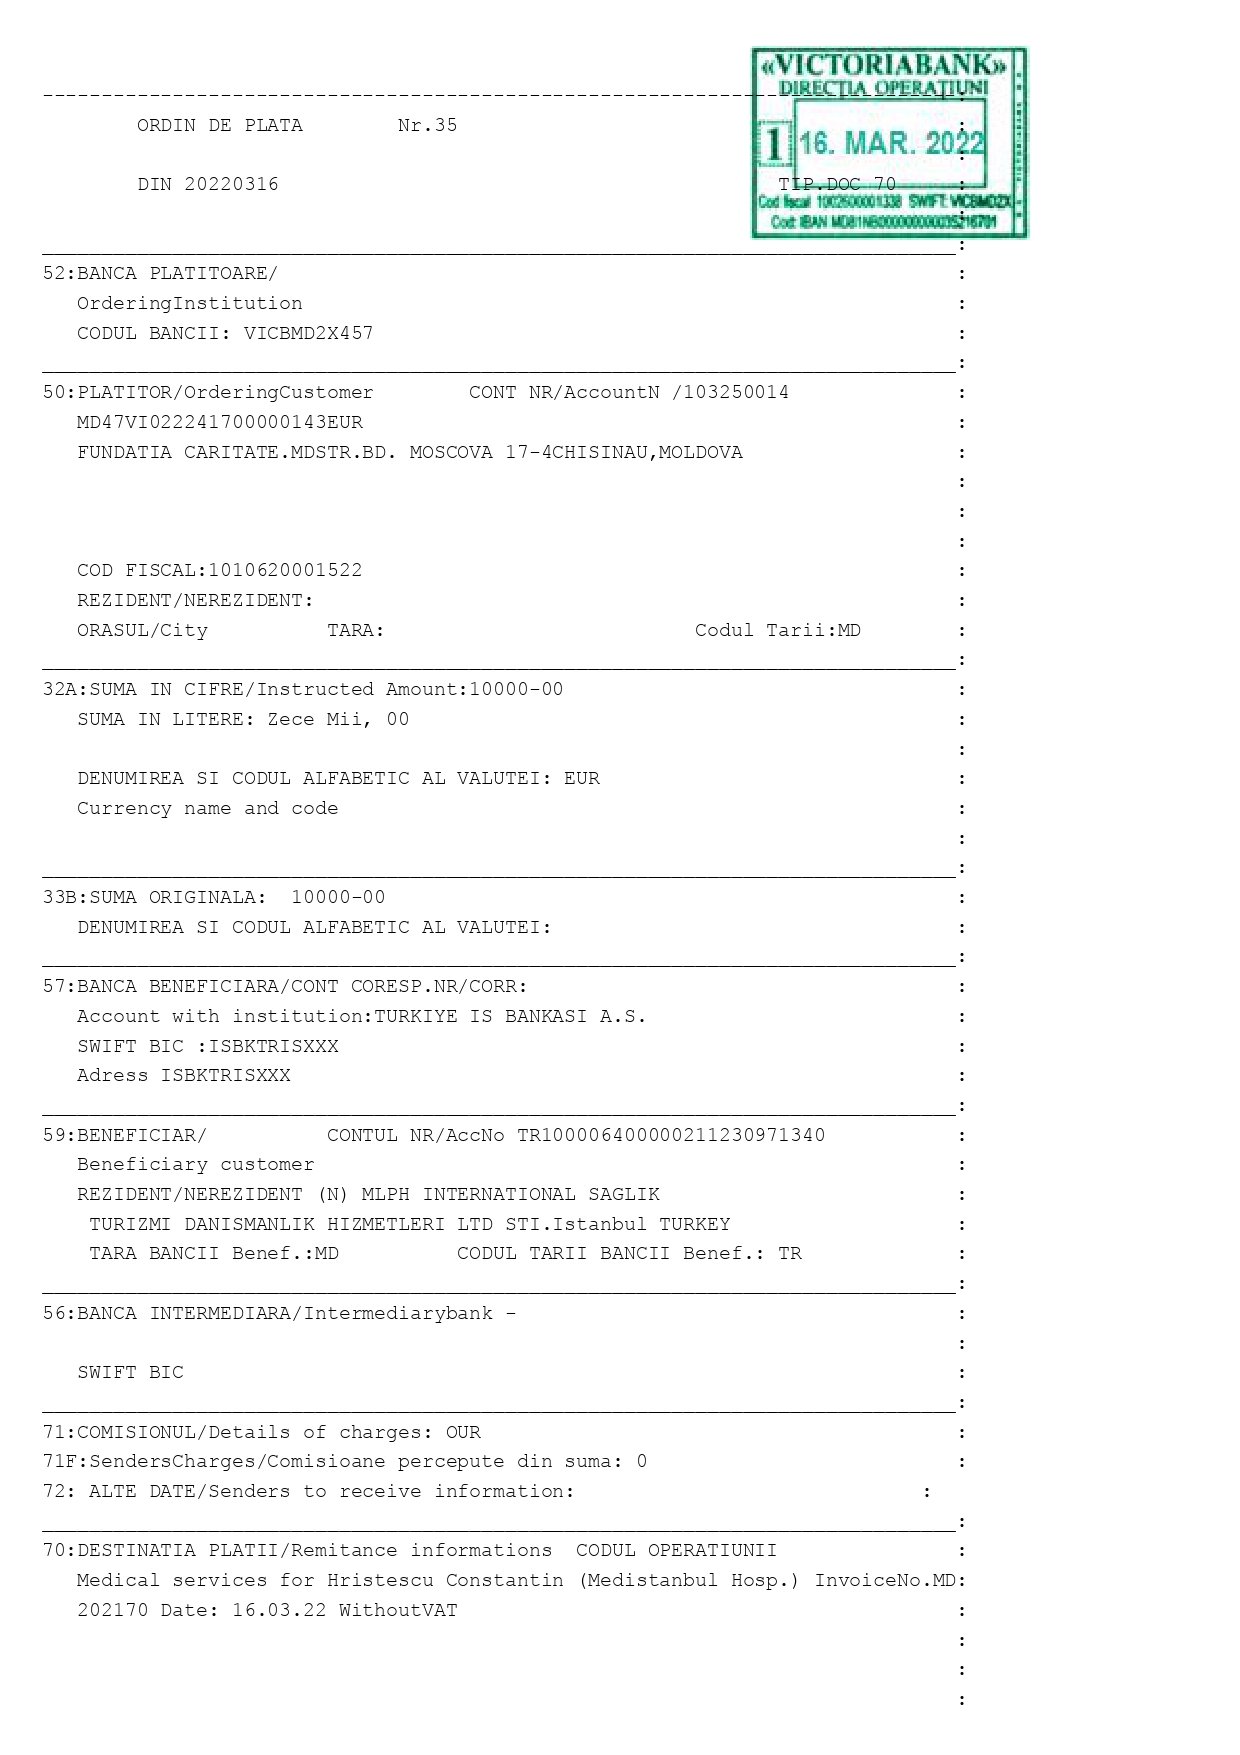 «VICTORIABANK»
DIRECŢIA OPERAŢIUNI
ORDIN DE PLATA Nr.35
1 16. MAR. 2022
DIN 20220316 TIP.DOC 70
Cod fiscal 1002600001338 SWIFT: VICBMD2X
Cod: IBAN
52:BANCA PLATITOARE/ :
OrderingInstitution :
CODUL BANCII: VICBMD2X457 :
50:PLATITOR/OrderingCustomer CONT NR/AccountN /103250014 :
MD47VI022241700000143EUR :
FUNDATIA CARITATE.MDSTR.BD. MOSCOVA 17-4CHISINAU,MOLDOVA :
COD FISCAL:1010620001522 :
REZIDENT/NEREZIDENT: :
ORASUL/City TARA: Codul Tarii:MD :
32A:SUMA IN CIFRE/Instructed Amount:10000-00 :
SUMA IN LITERE: Zece Mii, 00 :
DENUMIREA SI CODUL ALFABETIC AL VALUTEI: EUR :
Currency name and code :
33B:SUMA ORIGINALA: 10000-00 :
DENUMIREA SI CODUL ALFABETIC AL VALUTEI: :
57:BANCA BENEFICIARA/CONT CORESP.NR/CORR: :
Account with institution:TURKIYE IS BANKASI A.S. :
SWIFT BIC :ISBKTRISXXX :
Adress ISBKTRISXXX :
59:BENEFICIAR/ CONTUL NR/AccNo TR100006400000211230971340 :
Beneficiary customer :
REZIDENT/NEREZIDENT (N) MLPH INTERNATIONAL SAGLIK :
TURIZMI DANISMANLIK HIZMETLERI LTD STI.Istanbul TURKEY :
TARA BANCII Benef.:MD CODUL TARII BANCII Benef.: TR :
56:BANCA INTERMEDIARA/Intermediarybank - :
SWIFT BIC :
71:COMISIONUL/Details of charges: OUR :
71F:SendersCharges/Comisioane percepute din suma: 0 :
72: ALTE DATE/Senders to receive information: :
70:DESTINATIA PLATII/Remitance informations CODUL OPERATIUNII :
Medical services for Hristescu Constantin (Medistanbul Hosp.) InvoiceNo.MD:
202170 Date: 16.03.22 WithoutVAT :